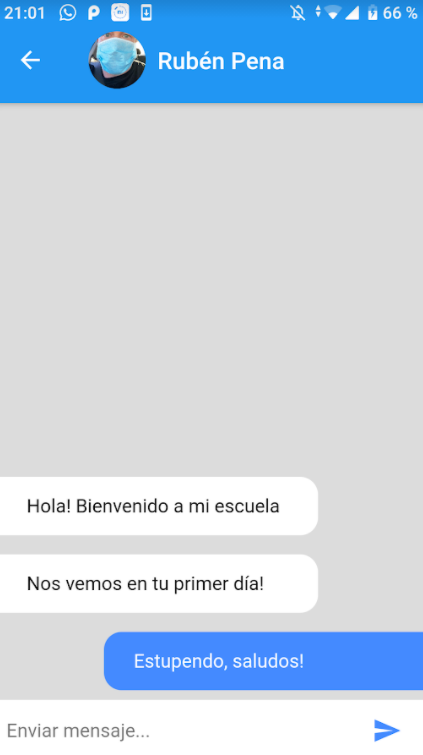 21:01 66 %
Rubén Pena
Hola! Bienvenido a mi escuela
Nos vemos en tu primer día!
Estupendo, saludos!
Enviar mensaje...